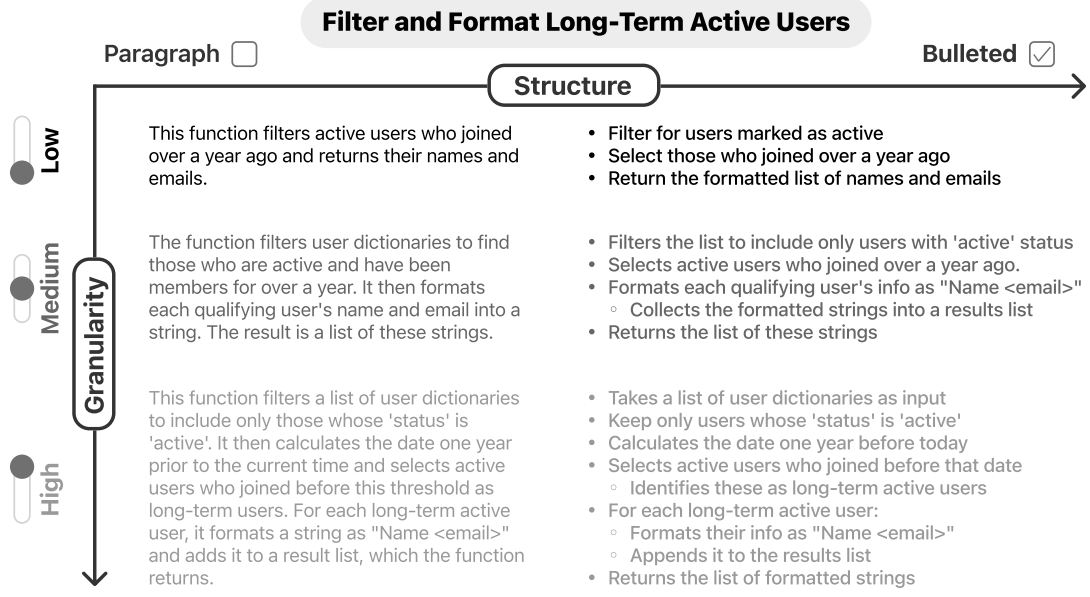 Filter and Format Long-Term Active Users
Paragraph
Bulleted
Structure
Granularity
Low
This function filters active users who joined
over a year ago and returns their names and
emails.
• Filter for users marked as active
• Select those who joined over a year ago
• Return the formatted list of names and emails
Medium
The function filters user dictionaries to find
those who are active and have been
members for over a year. It then formats
each qualifying user's name and email into a
string. The result is a list of these strings.
• Filters the list to include only users with 'active' status
• Selects active users who joined over a year ago.
• Formats each qualifying user's info as "Name <email>"
◦ Collects the formatted strings into a results list
• Returns the list of these strings
High
This function filters a list of user dictionaries
to include only those whose 'status' is
'active'. It then calculates the date one year
prior to the current time and selects active
users who joined before this threshold as
long-term users. For each long-term active
user, it formats a string as "Name <email>"
and adds it to a result list, which the function
returns.
• Takes a list of user dictionaries as input
• Keep only users whose 'status' is 'active'
• Calculates the date one year before today
• Selects active users who joined before that date
◦ Identifies these as long-term active users
• For each long-term active user:
◦ Formats their info as "Name <email>"
◦ Appends it to the results list
• Returns the list of formatted strings